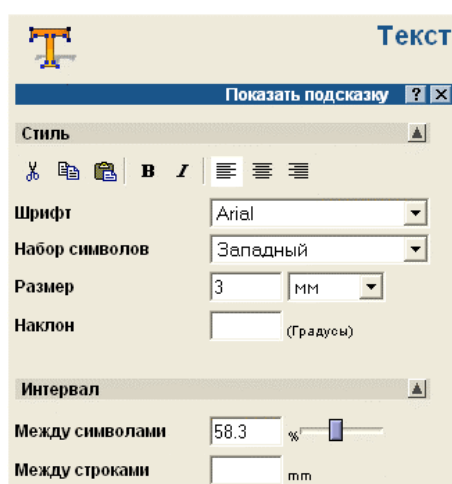 Текст
Показать подсказку ? ×
Стиль
B I
Шрифт Arial
Набор символов Западный
Размер 3 мм
Наклон (Градусы)
Интервал
Между символами 58.3 %
Между строками mm